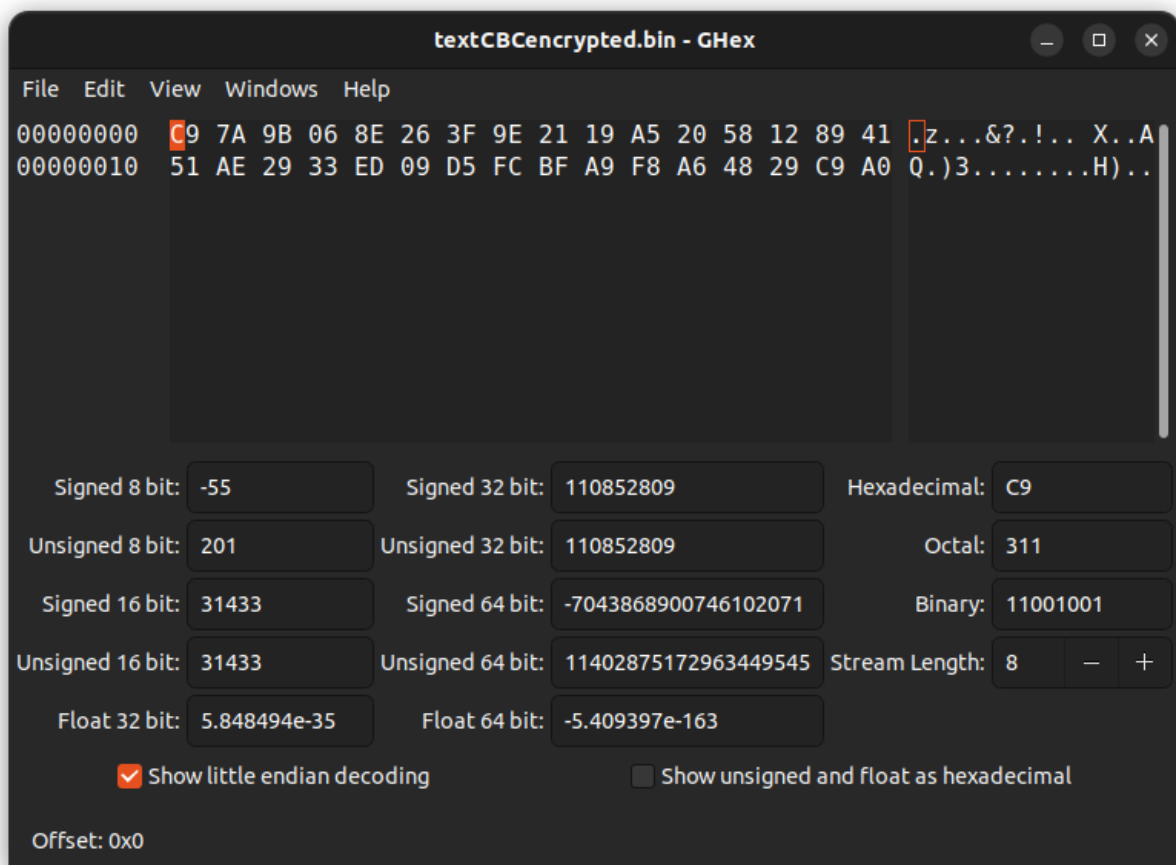 textCBCencrypted.bin - GHex
File Edit View Windows Help
00000000 C9 7A 9B 06 8E 26 3F 9E 21 19 A5 20 58 12 89 41 .z...&?.!.. X..A
00000010 51 AE 29 33 ED 09 D5 FC BF A9 F8 A6 48 29 C9 A0 Q.)3........H)..
Signed 8 bit: -55 Signed 32 bit: 110852809 Hexadecimal: C9
Unsigned 8 bit: 201 Unsigned 32 bit: 110852809 Octal: 311
Signed 16 bit: 31433 Signed 64 bit: -7043868900746102071 Binary: 11001001
Unsigned 16 bit: 31433 Unsigned 64 bit: 11402875172963449545 Stream Length: 8 − +
Float 32 bit: 5.848494e-35 Float 64 bit: -5.409397e-163
Show little endian decoding Show unsigned and float as hexadecimal
Offset: 0x0